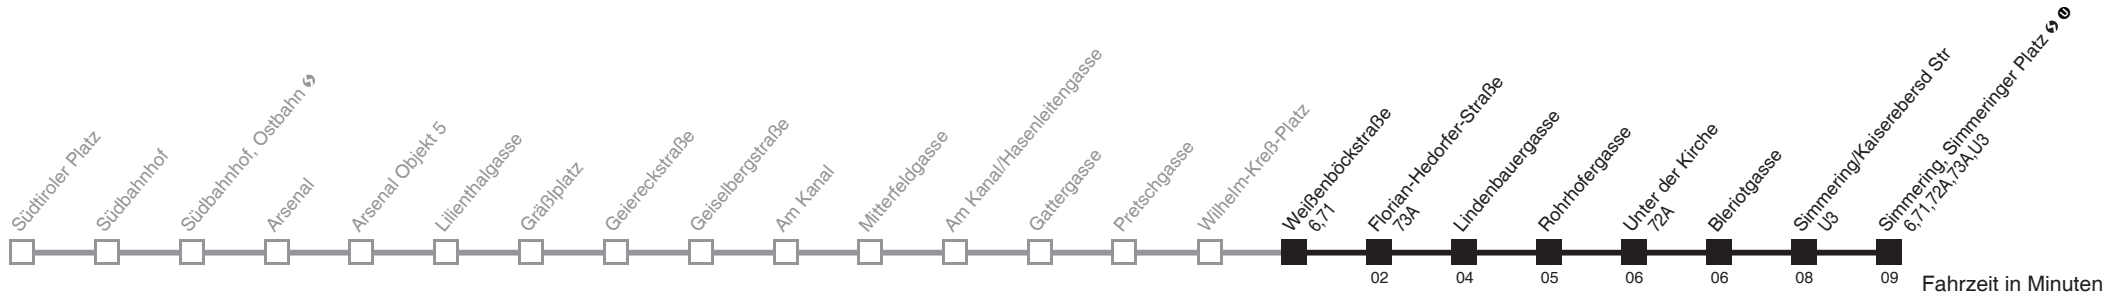 Südtiroler Platz
Südbahnhof
Südbahnhof, Ostbahn S
Arsenal
Arsenal Objekt 5
Lilienthalgasse
Gräßlplatz
Geiereckstraße
Geiselbergstraße
Am Kanal
Mitterfeldgasse
Am Kanal/Hasenleitengasse
Gattergasse
Pretschgasse
Wilhelm-Kreß-Platz
Weißenböckstraße
6,71
Florian-Hedorfer-Straße
73A
Lindenbauergasse
Rohrhofergasse
Unter der Kirche
72A
Bleriotgasse
Simmering/Kaiserebersd Str
U3
Simmering, Simmeringer Platz S U
6,71,72A,73A,U3
02 04 05 06 06 08 09
Fahrzeit in Minuten